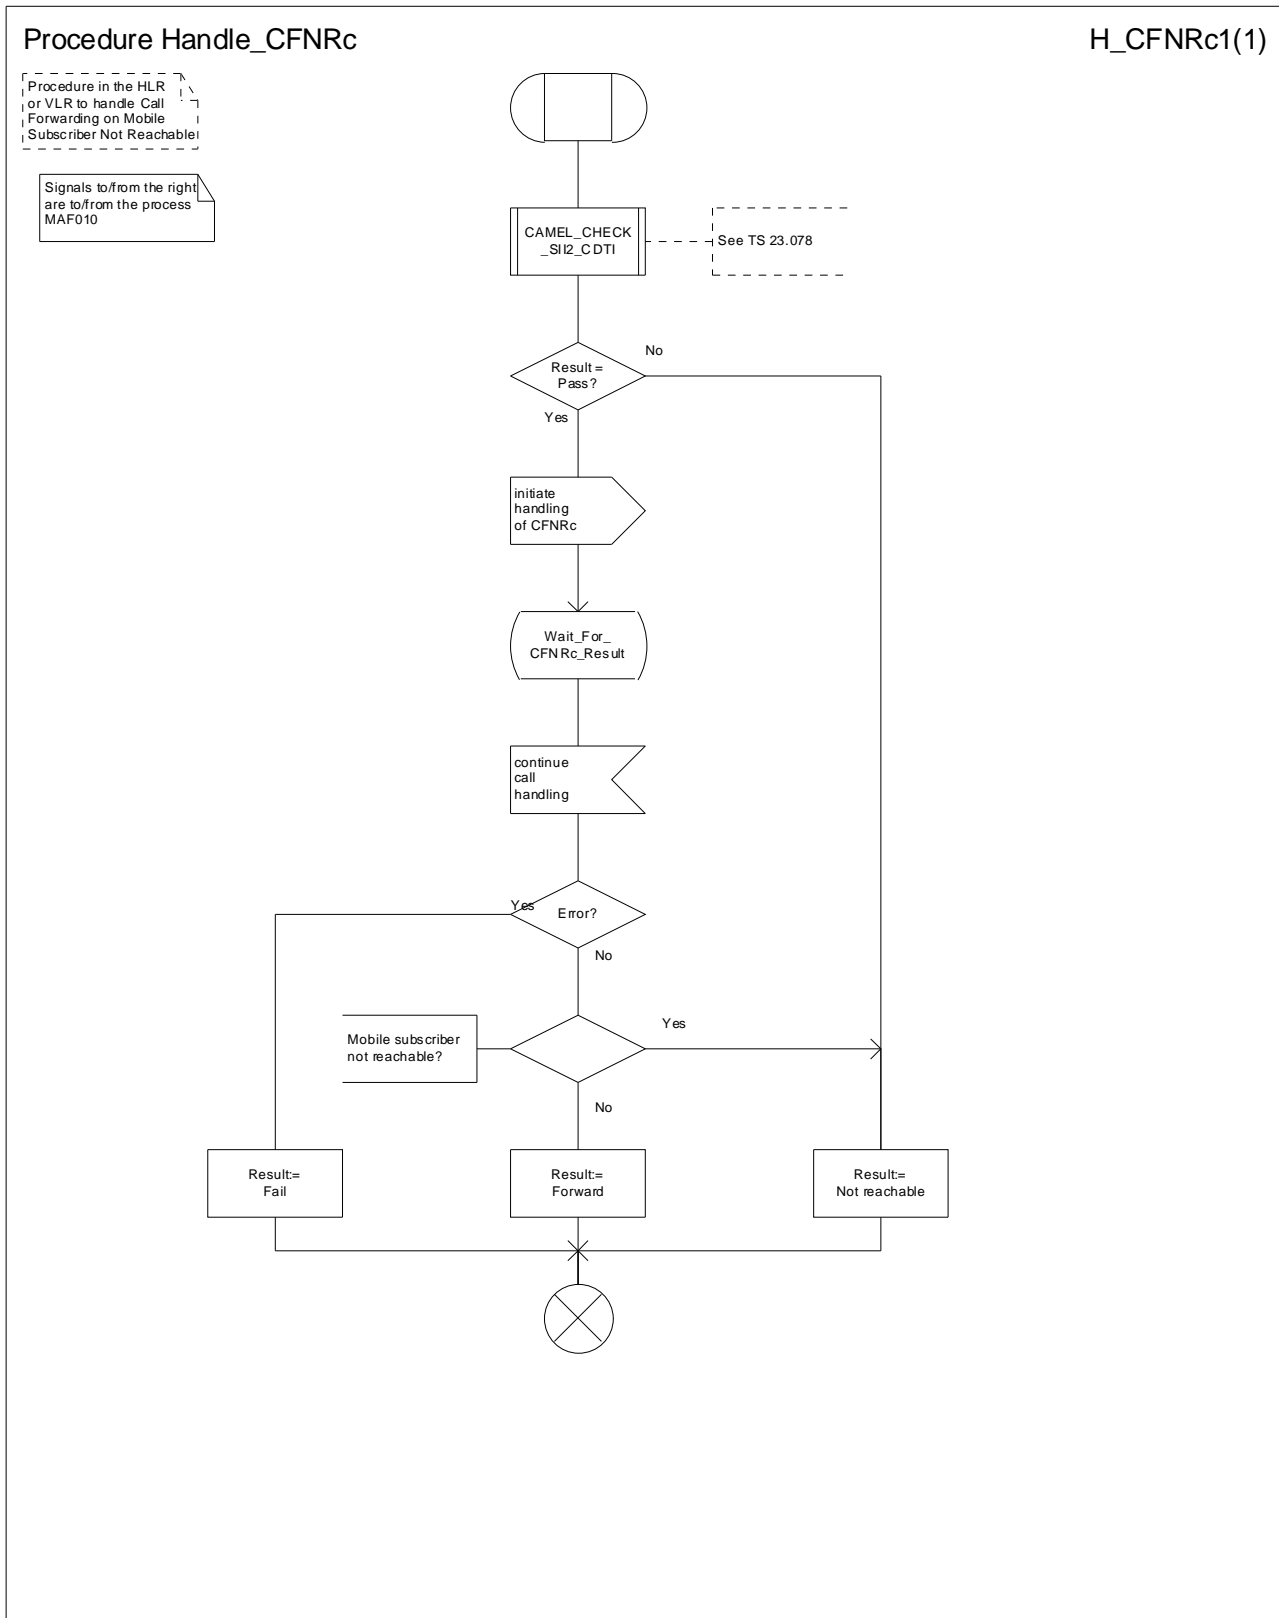 Procedure Handle_CFNRc
H_CFNRc1(1)
Procedure in the HLR
or VLR to handle Call
Forwarding on Mobile
Subscriber Not Reachable
Signals to/from the right
are to/from the process
MAF010
CAMEL_CHECK
_SII2_CDTI
See TS 23.078
Result =
Pass?
No
Yes
initiate
handling
of CFNRc
Wait_For_
CFNRc_Result
continue
call
handling
Yes
Error?
No
Mobile subscriber
not reachable?
Yes
No
Result:=
Fail
Result:=
Forward
Result:=
Not reachable